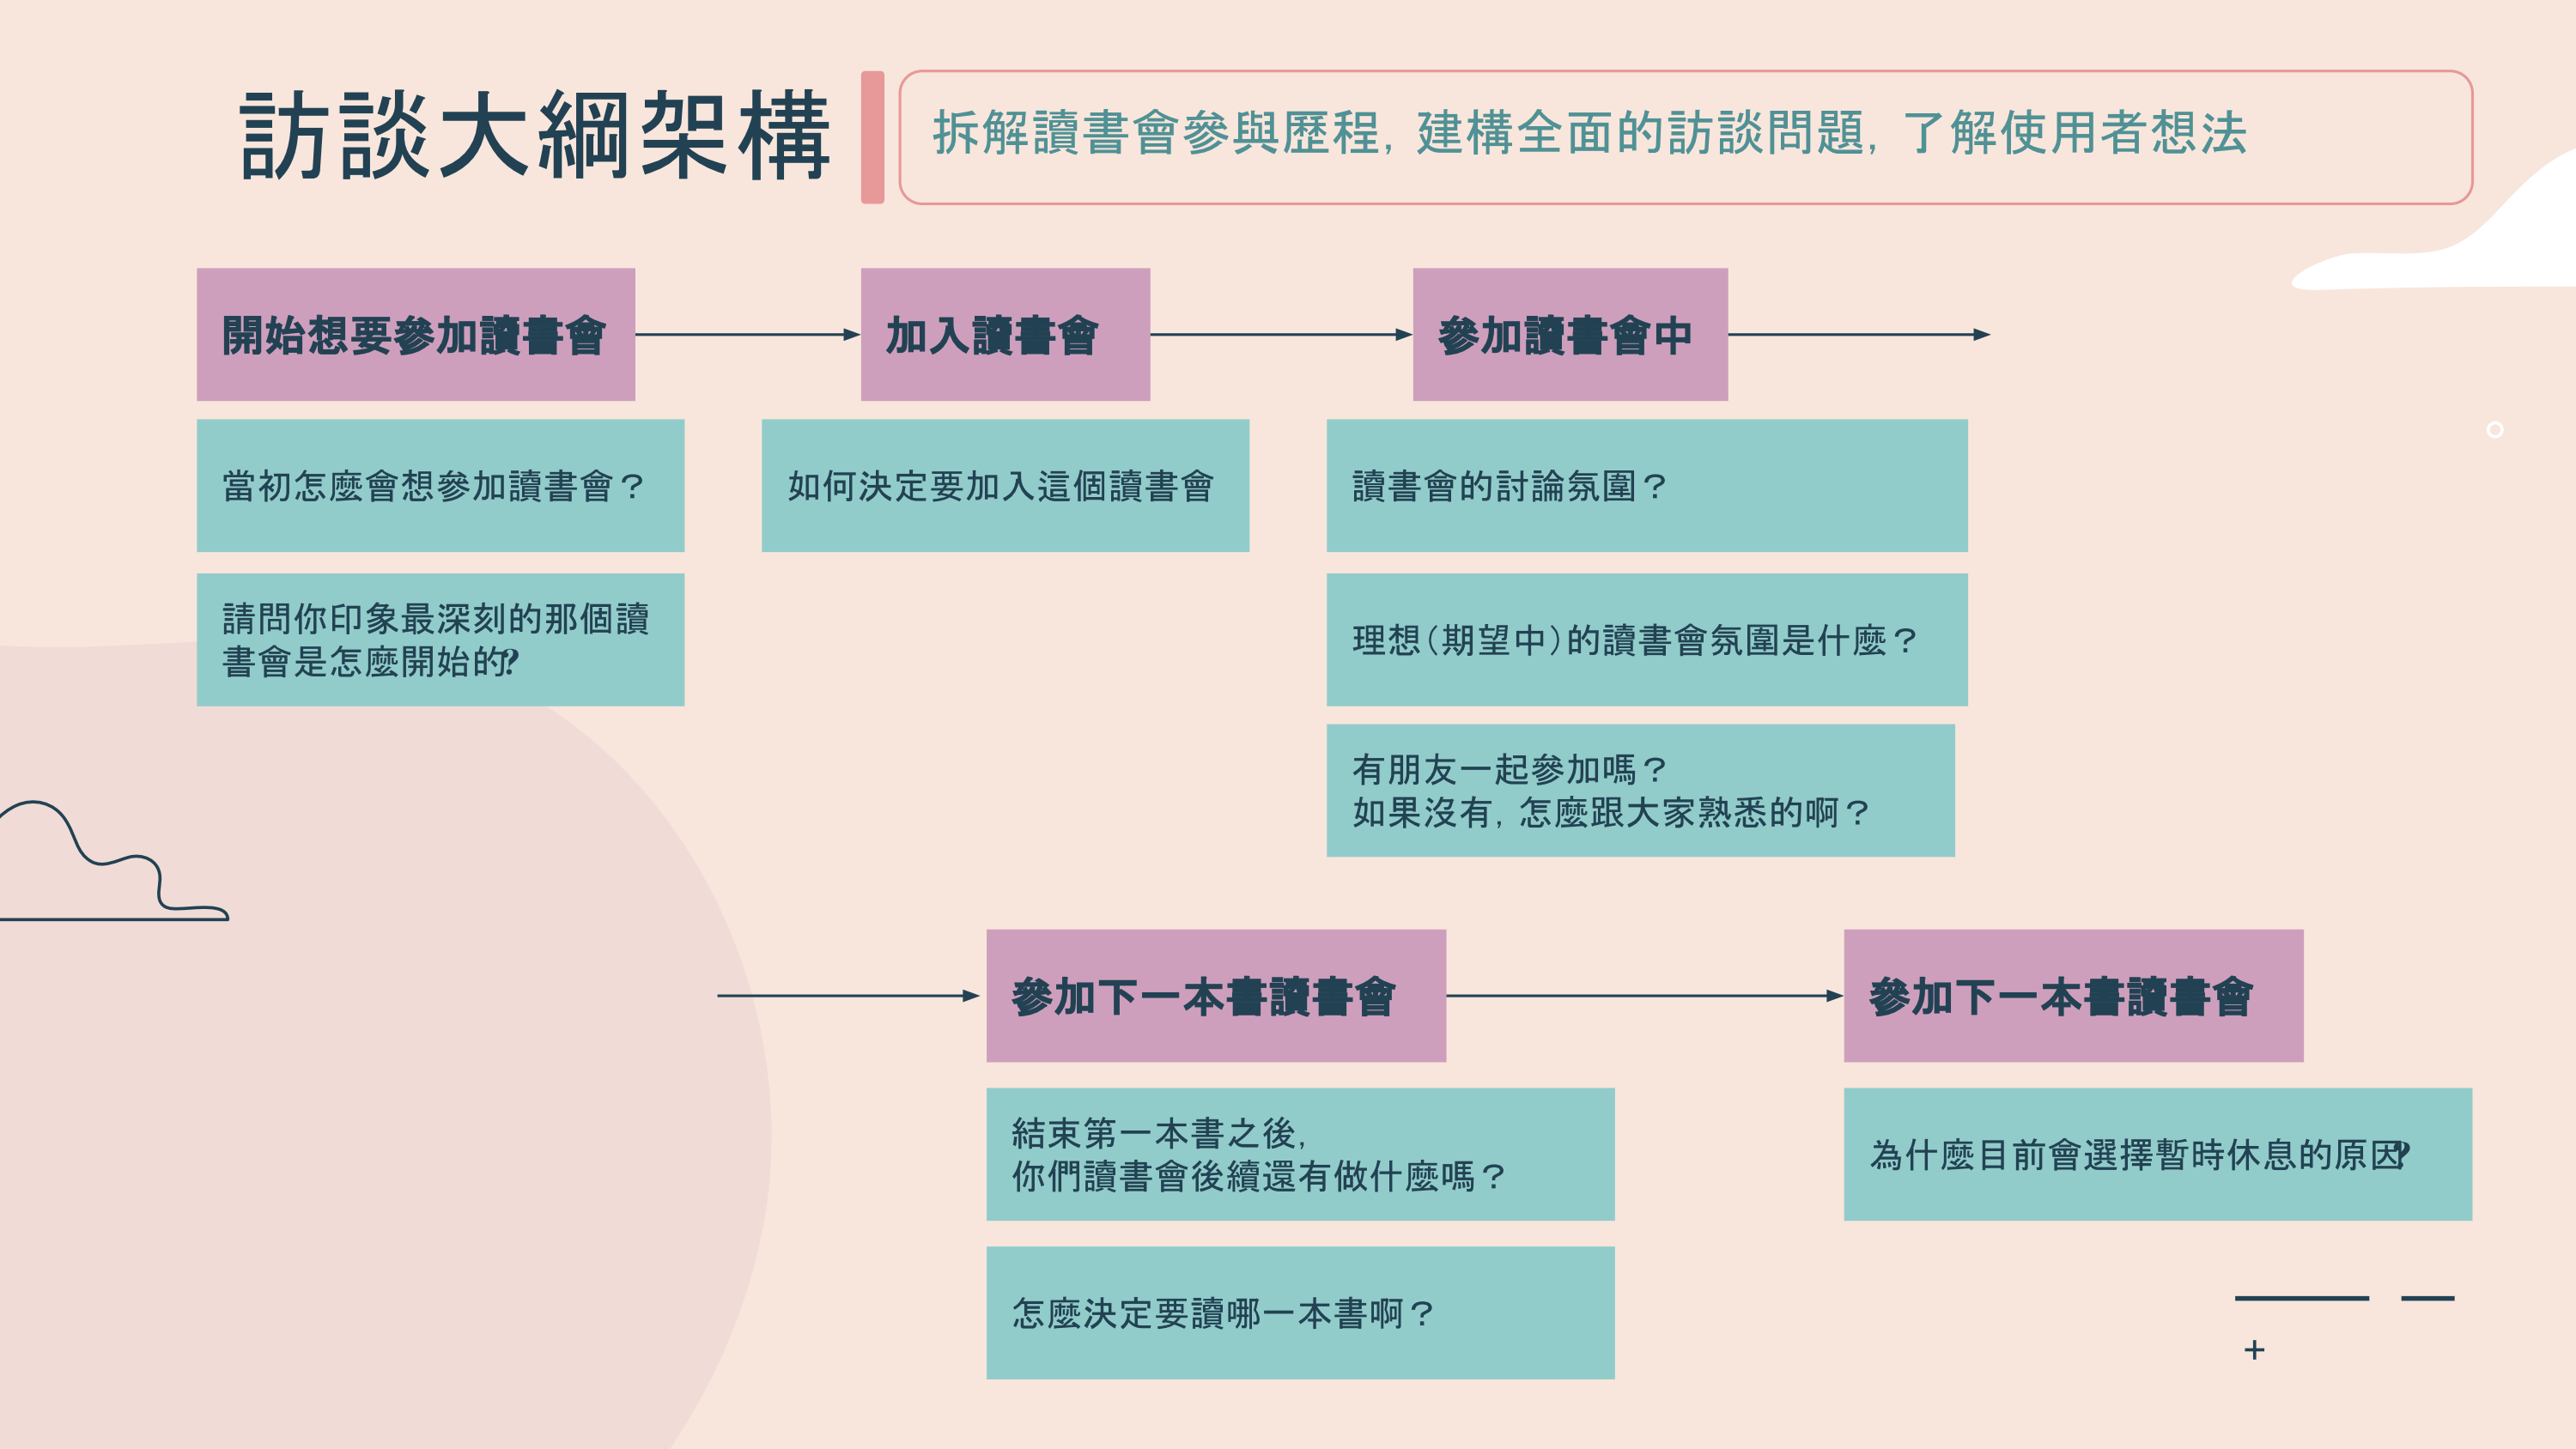 訪談大綱架構
拆解讀書會參與歷程，建構全面的訪談問題，了解使用者想法
開始想要參加讀書會
加入讀書會
參加讀書會中
當初怎麼會想參加讀書會？
如何決定要加入這個讀書會
讀書會的討論氛圍？
請問你印象最深刻的那個讀
書會是怎麼開始的?
理想（期望中）的讀書會氛圍是什麼？
有朋友一起參加嗎？
如果沒有，怎麼跟大家熟悉的啊？
參加下一本書讀書會
參加下一本書讀書會
結束第一本書之後，
你們讀書會後續還有做什麼嗎？
為什麼目前會選擇暫時休息的原因?
怎麼決定要讀哪一本書啊？